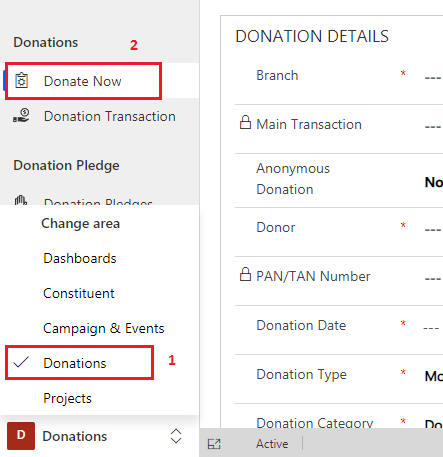 Donations
2
Donate Now
Donation Transaction
Donation Pledge
Donation Pledges
Change area
Dashboards
Constituent
Campaign & Events
Donations
1
Projects
D Donations
DONATION DETAILS
Branch * ---
Main Transaction ---
Anonymous
Donation
No
Donor * ---
PAN/TAN Number ---
Donation Date * ---
Donation Type * Mo
Donation Category * Do
Active